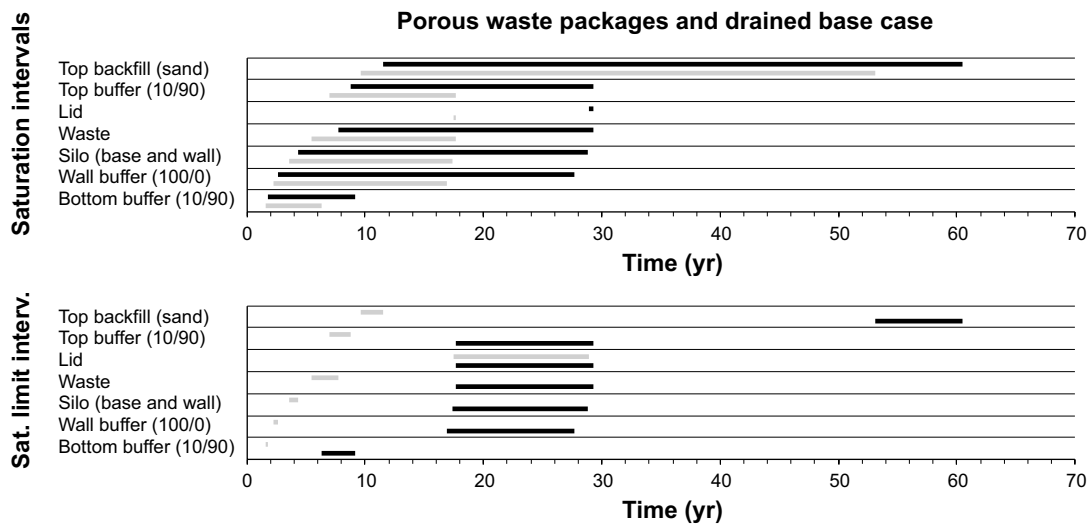 Porous waste packages and drained base case
Saturation intervals
Top backfill (sand)
Top buffer (10/90)
Lid
Waste
Silo (base and wall)
Wall buffer (100/0)
Bottom buffer (10/90)
0 10 20 30 40 50 60 70
Time (yr)
Sat. limit interv.
Top backfill (sand)
Top buffer (10/90)
Lid
Waste
Silo (base and wall)
Wall buffer (100/0)
Bottom buffer (10/90)
0 10 20 30 40 50 60 70
Time (yr)